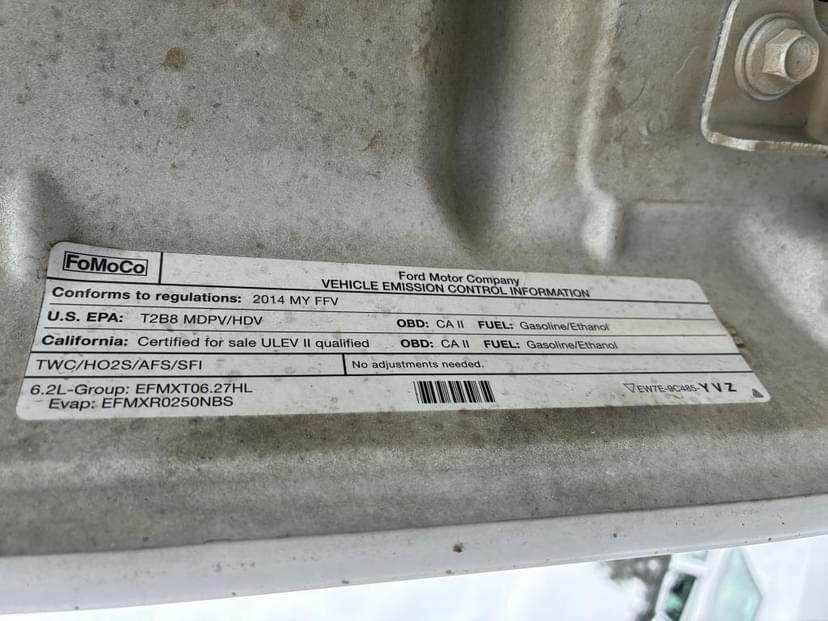 FoMoCo
Ford Motor Company
VEHICLE EMISSION CONTROL INFORMATION
Conforms to regulations: 2014 MY FFV
U.S. EPA: T2B8 MDPV/HDV OBD: CA II FUEL: Gasoline/Ethanol
California: Certified for sale ULEV II qualified OBD: CA II FUEL: Gasoline/Ethanol
TWC/HO2S/AFS/SFI No adjustments needed.
6.2L-Group: EFMXT06.27HL
Evap: EFMXR0250NBS
EW7E-9C485-YVZ